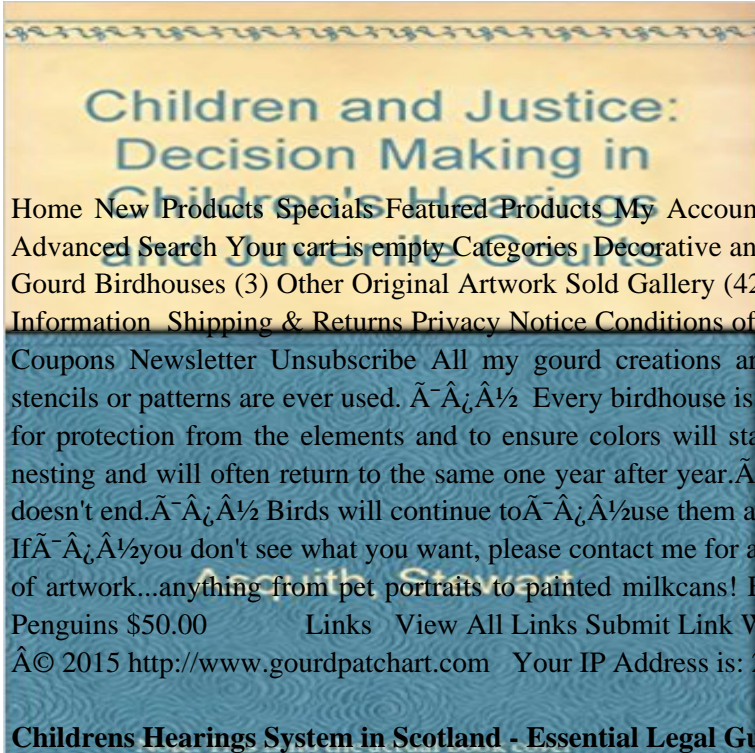 Children and Justice:
Decision Making in
Children's Hearings
and Juvenile Courts
Home New Products Specials Featured Products My Accoun
Advanced Search Your cart is empty Categories Decorative an
Gourd Birdhouses (3) Other Original Artwork Sold Gallery (42
Information Shipping & Returns Privacy Notice Conditions of
Coupons Newsletter Unsubscribe All my gourd creations ar
stencils or patterns are ever used. Ã¯Â¿Â½ Every birdhouse is
for protection from the elements and to ensure colors will sta
nesting and will often return to the same one year after year.Ã
doesn't end.Ã¯Â¿Â½ Birds will continue toÃ¯Â¿Â½use them a
IfÃ¯Â¿Â½you don't see what you want, please contact me for a
of artwork...anything from pet portraits to painted milkcans!
Asquith, Stewart
Penguins $50.00 Links View All Links Submit Link W
Â© 2015 http://www.gourdpatchart.com Your IP Address is:
Childrens Hearings System in Scotland - Essential Legal G